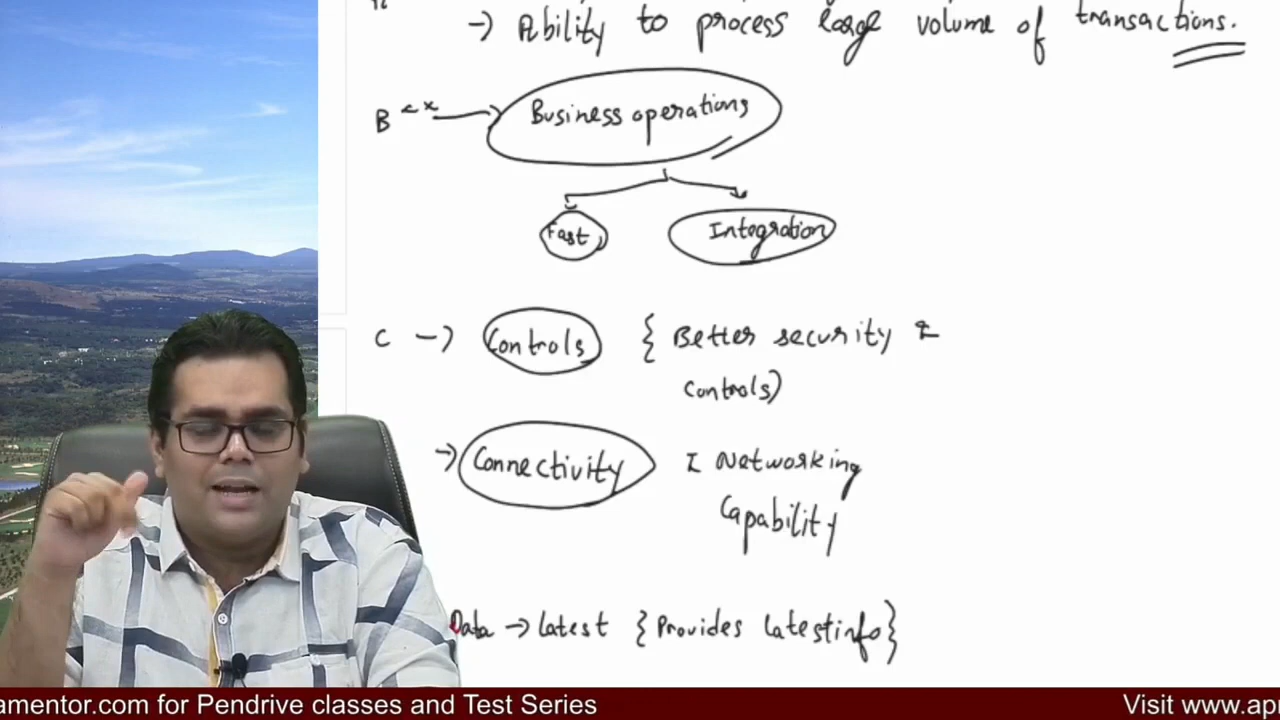 → Ability to process large volume of transactions.
B → Business operations
Fast Integration
C → Controls { Better security &
controls)
→ Connectivity & Networking
Capability
Data → latest { Provides latest info }
amentor.com for Pendrive classes and Test Series Visit www.apr